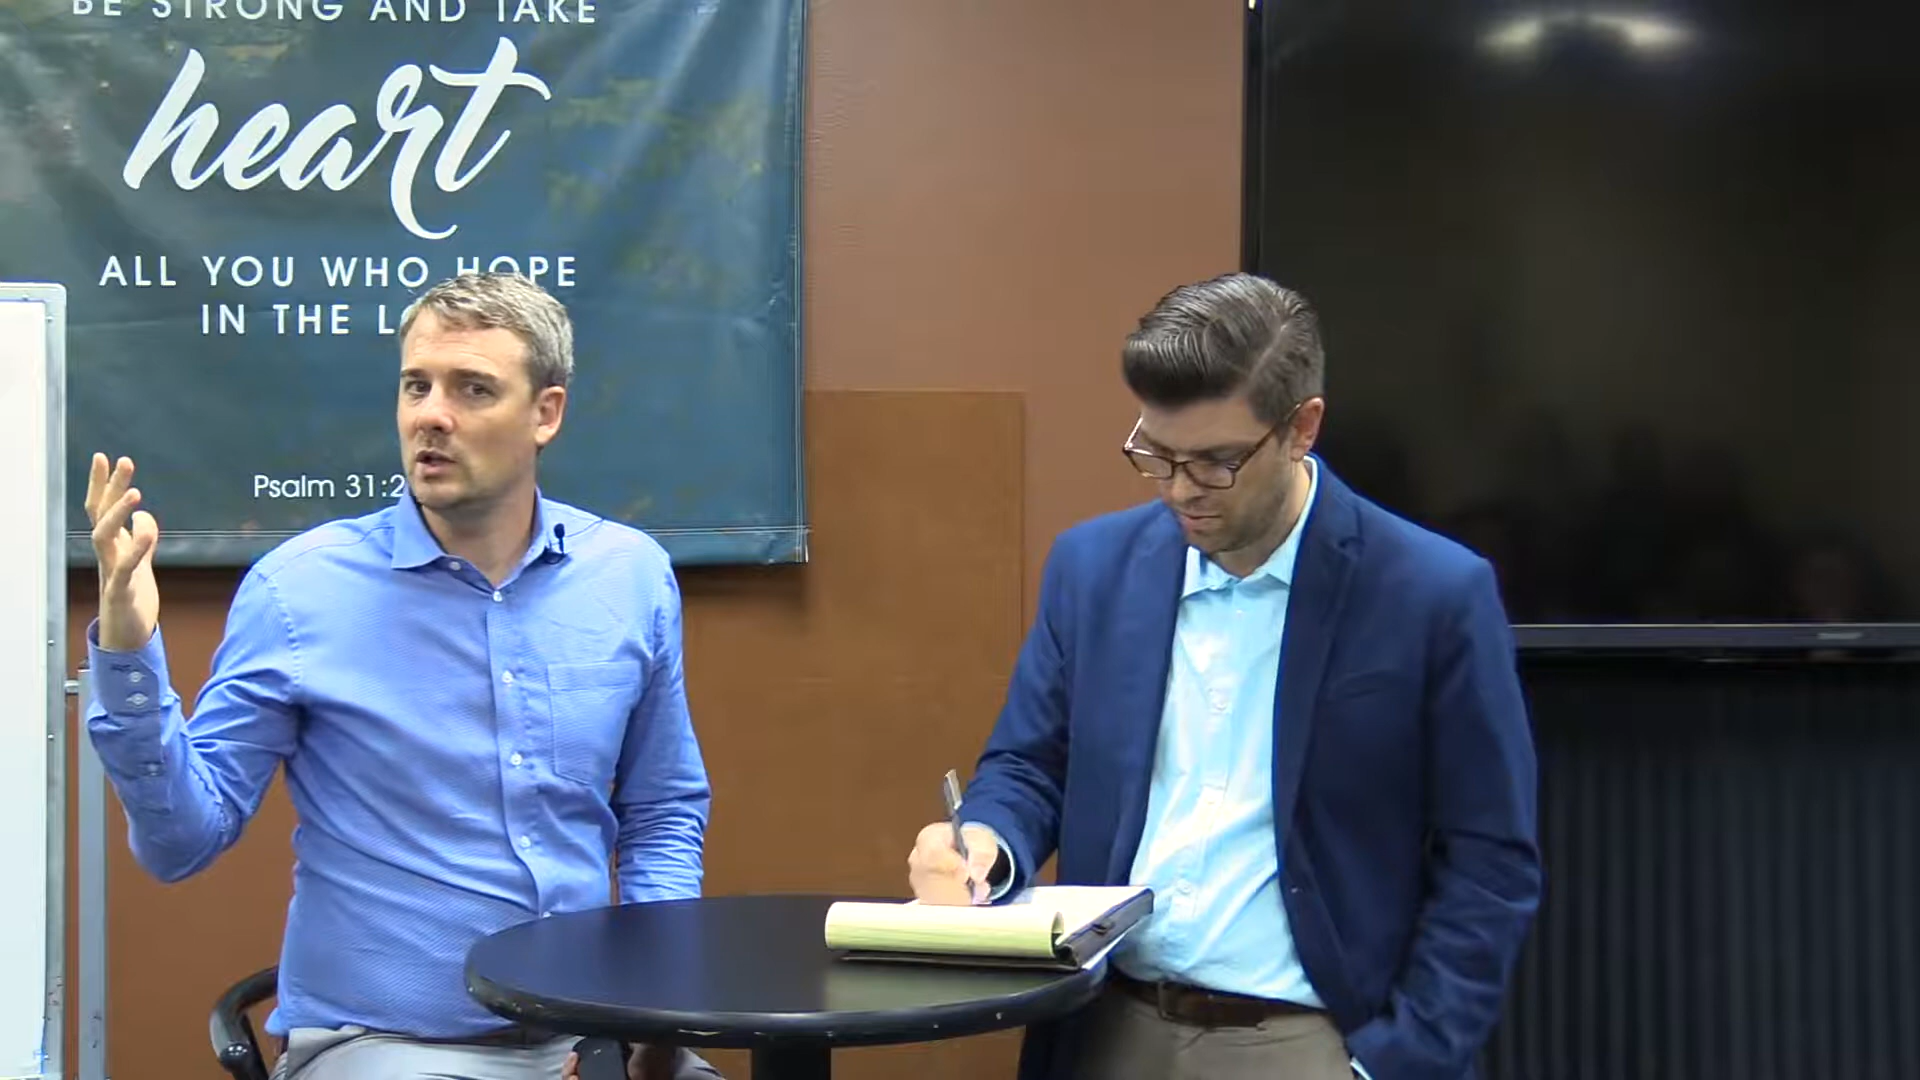 BE STRONG AND TAKE
heart
ALL YOU WHO HOPE
IN THE L
Psalm 31:2